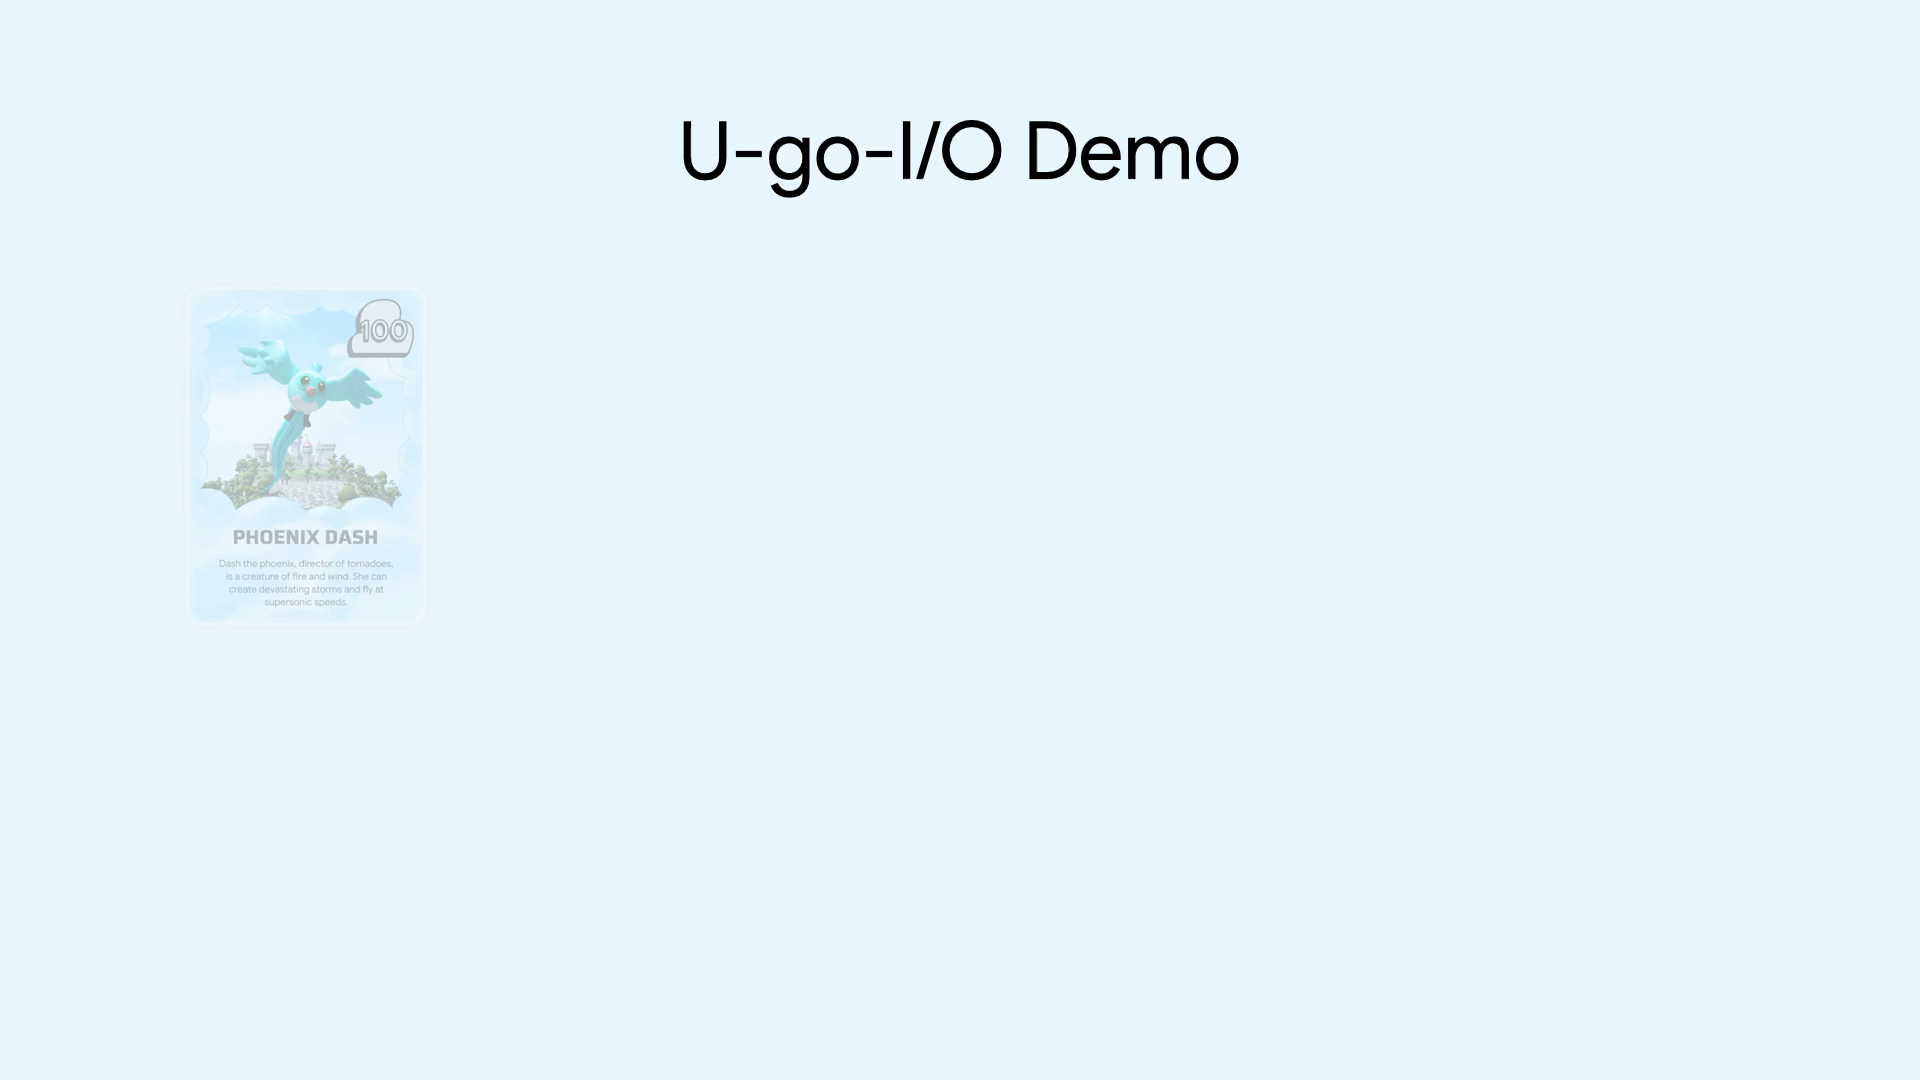 U-go-I/O Demo
100
PHOENIX DASH
Dash the phoenix, director of tornadoes,
is a creature of fire and wind. She can
create devastating storms and fly at
supersonic speeds.